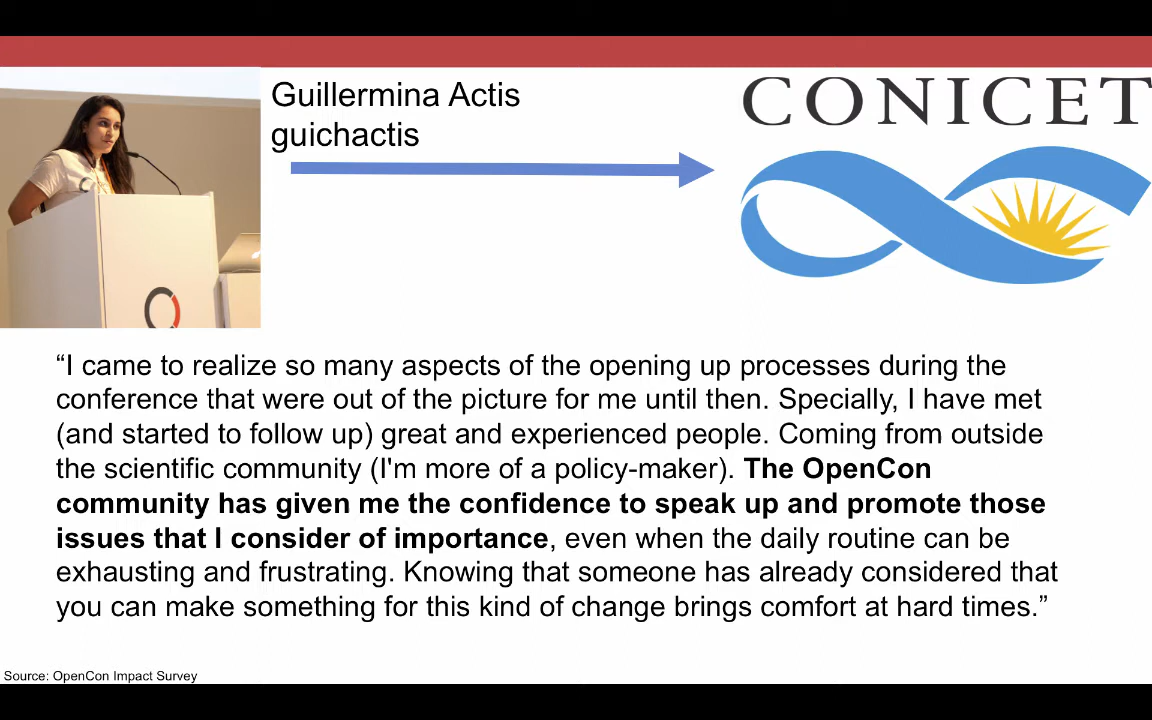 Guillermina Actis
guichactis
CONICET
“I came to realize so many aspects of the opening up processes during the
conference that were out of the picture for me until then. Specially, I have met
(and started to follow up) great and experienced people. Coming from outside
the scientific community (I'm more of a policy-maker). The OpenCon
community has given me the confidence to speak up and promote those
issues that I consider of importance, even when the daily routine can be
exhausting and frustrating. Knowing that someone has already considered that
you can make something for this kind of change brings comfort at hard times.”
Source: OpenCon Impact Survey